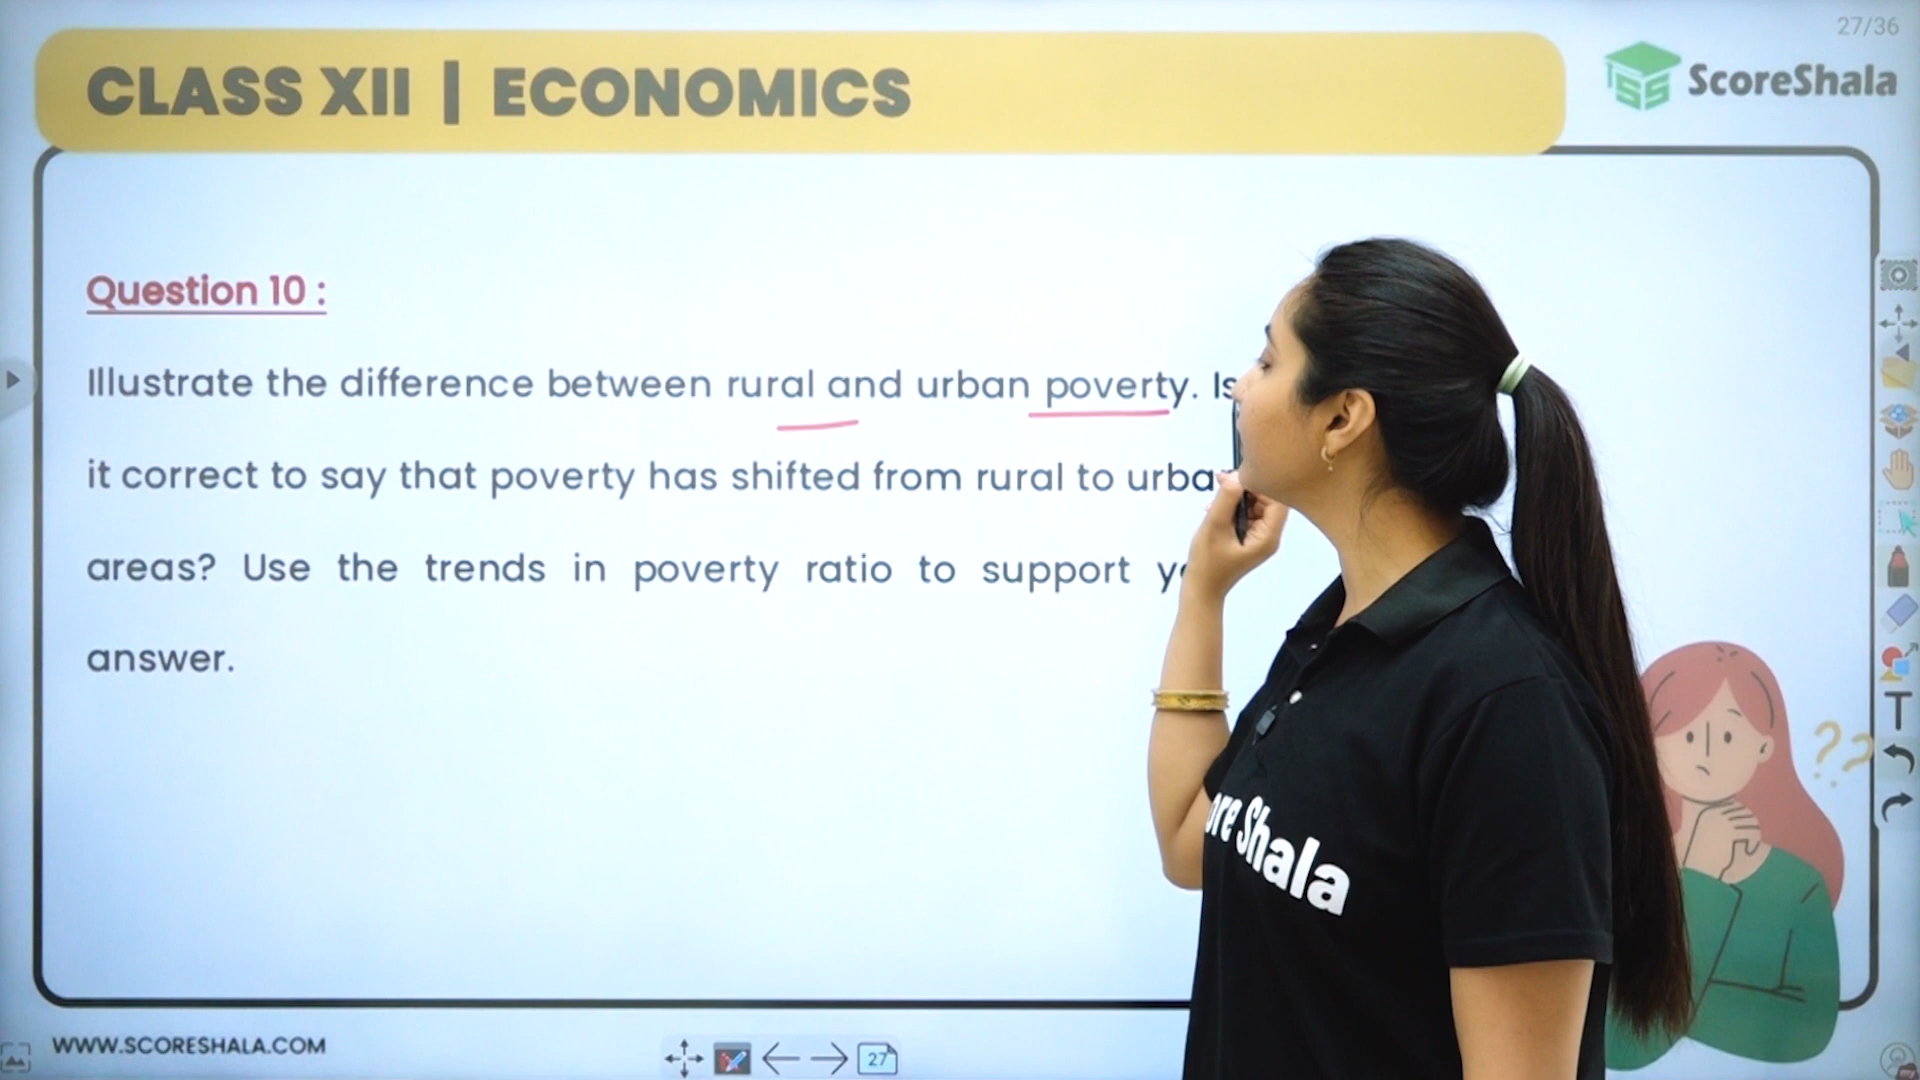 27/36
CLASS XII | ECONOMICS
ScoreShala
Question 10 :
Illustrate the difference between rural and urban poverty. Is
it correct to say that poverty has shifted from rural to
areas? Use the trends in poverty ratio to support
answer.
??
T
Shala
WWW.SCORESHALA.COM
27